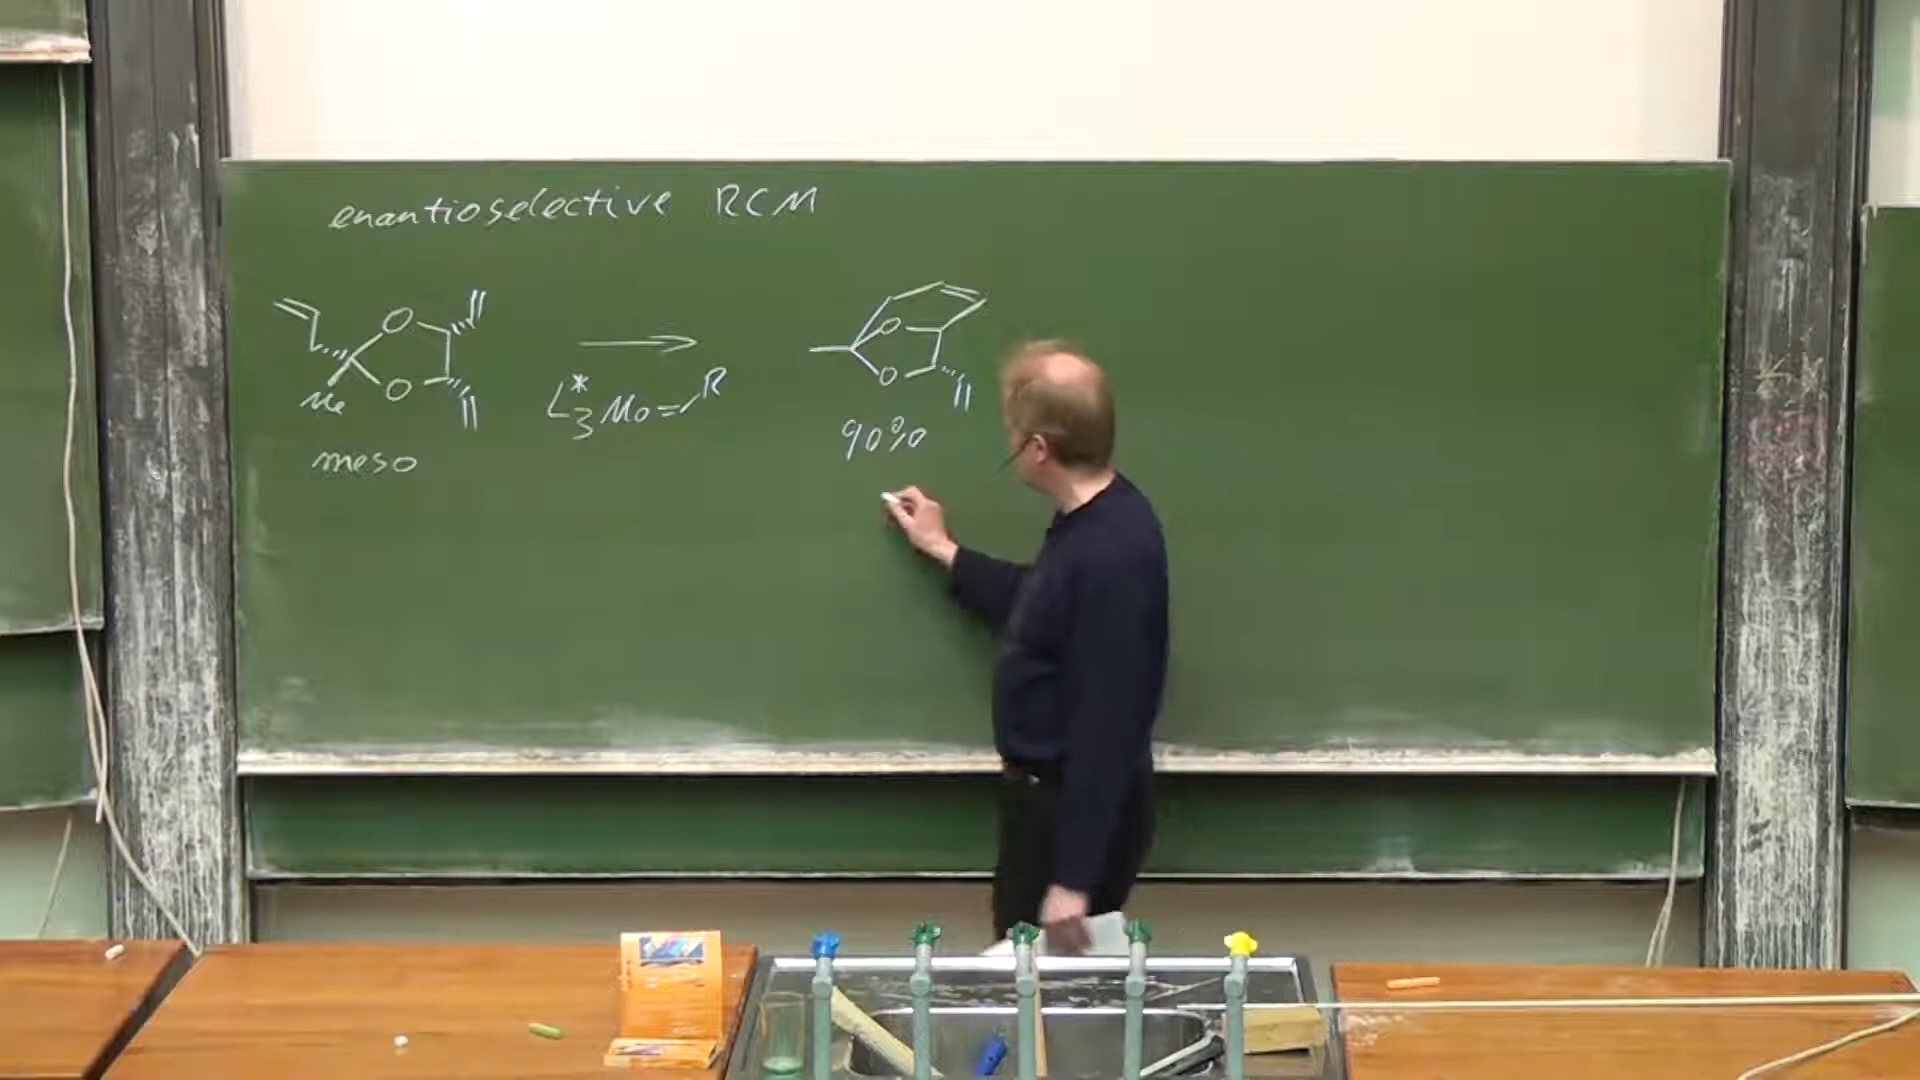 enantioselective RCM
O
O
Me
meso
L*3Mo=R
O
O
90%